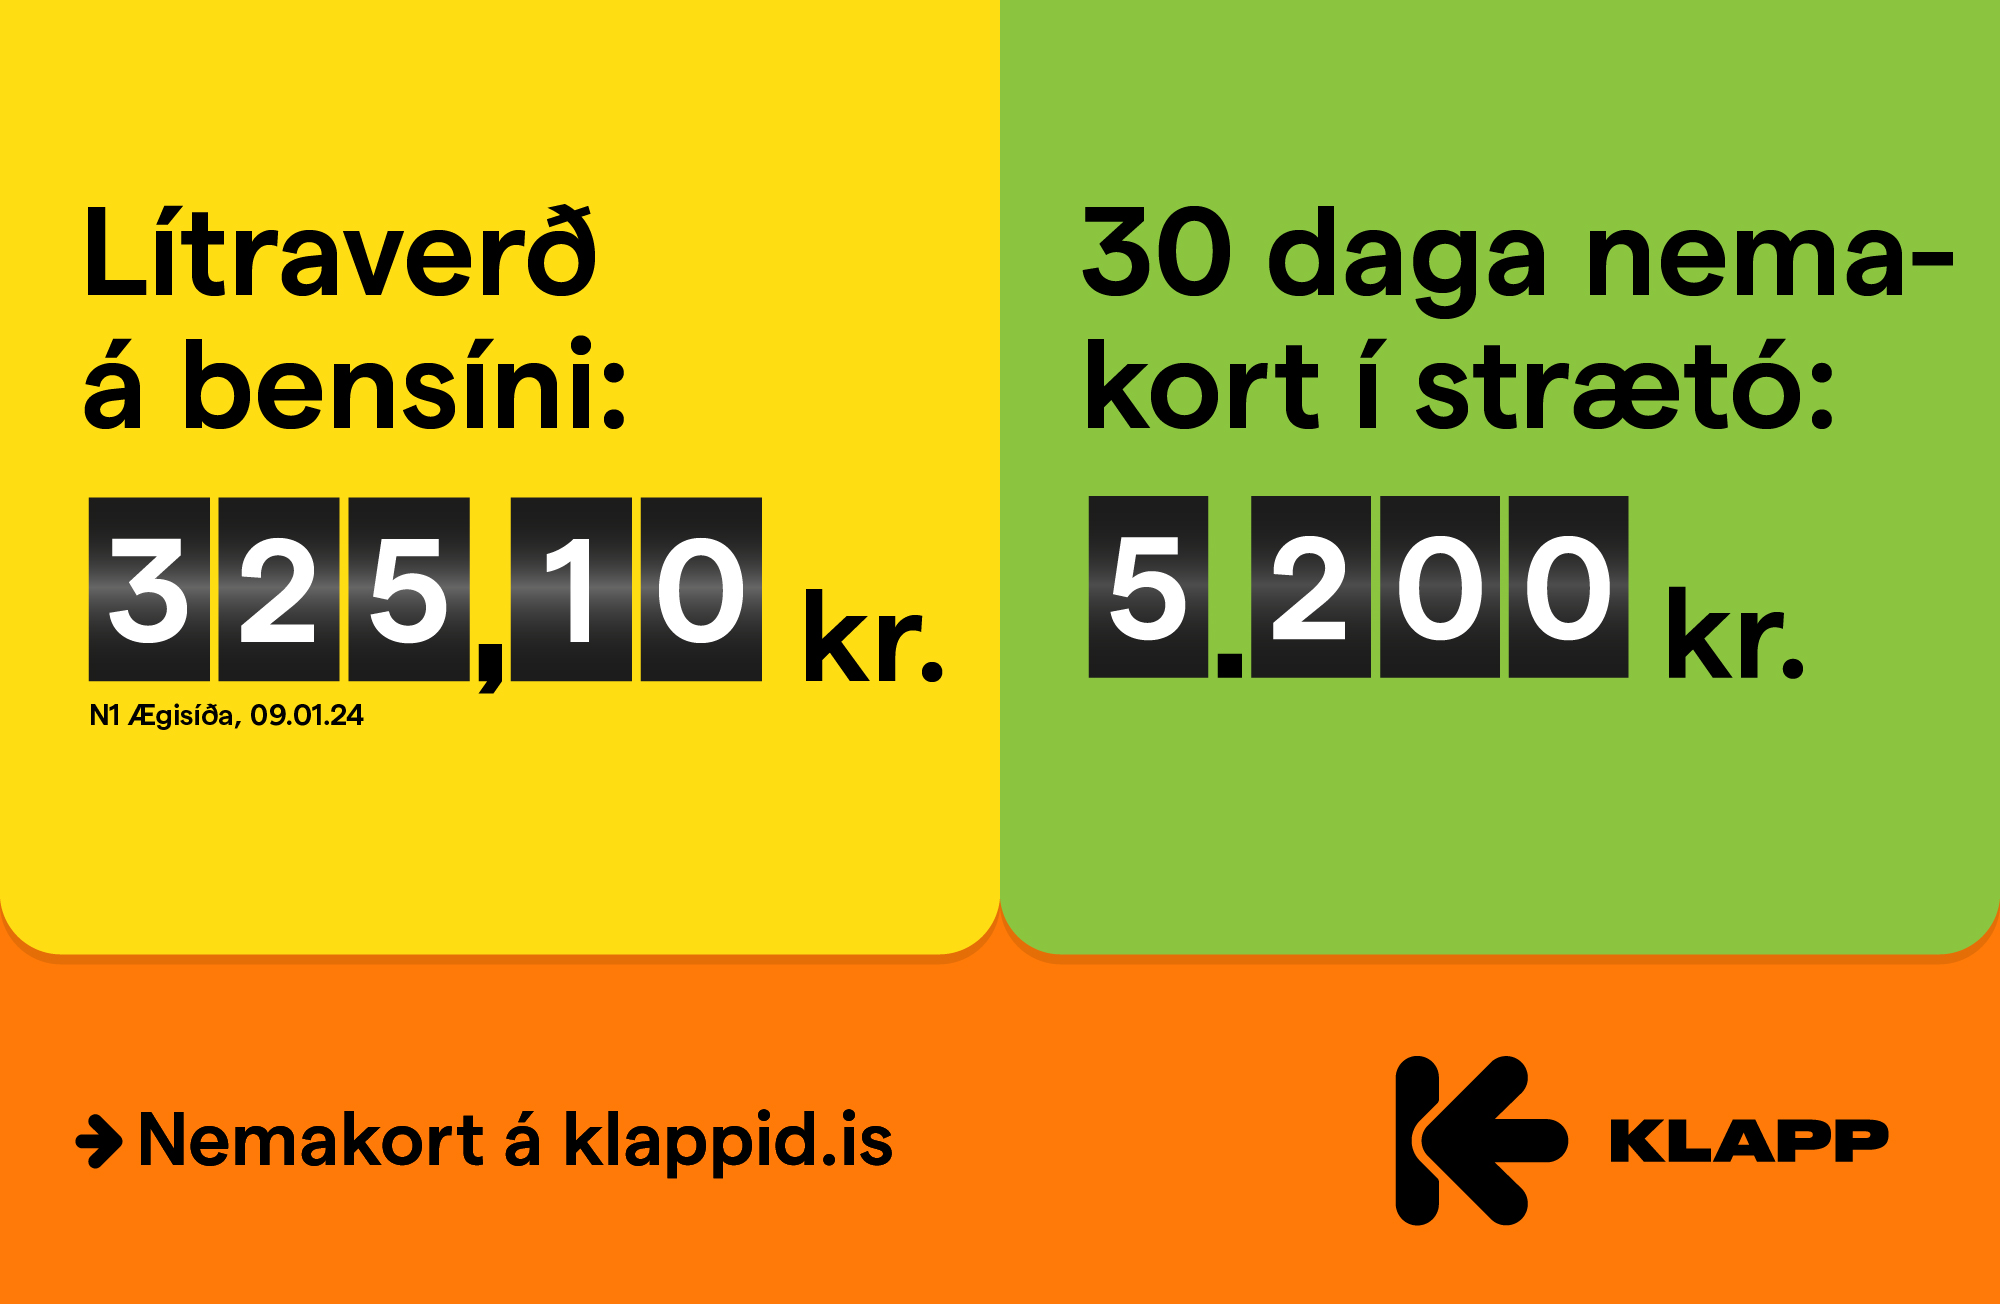 Lítraverð
á bensíni:
325,10 kr.
N1 Ægisíða, 09.01.24
30 daga nema-
kort í strætó:
5.200 kr.
→ Nemakort á klappid.is
KLAPP